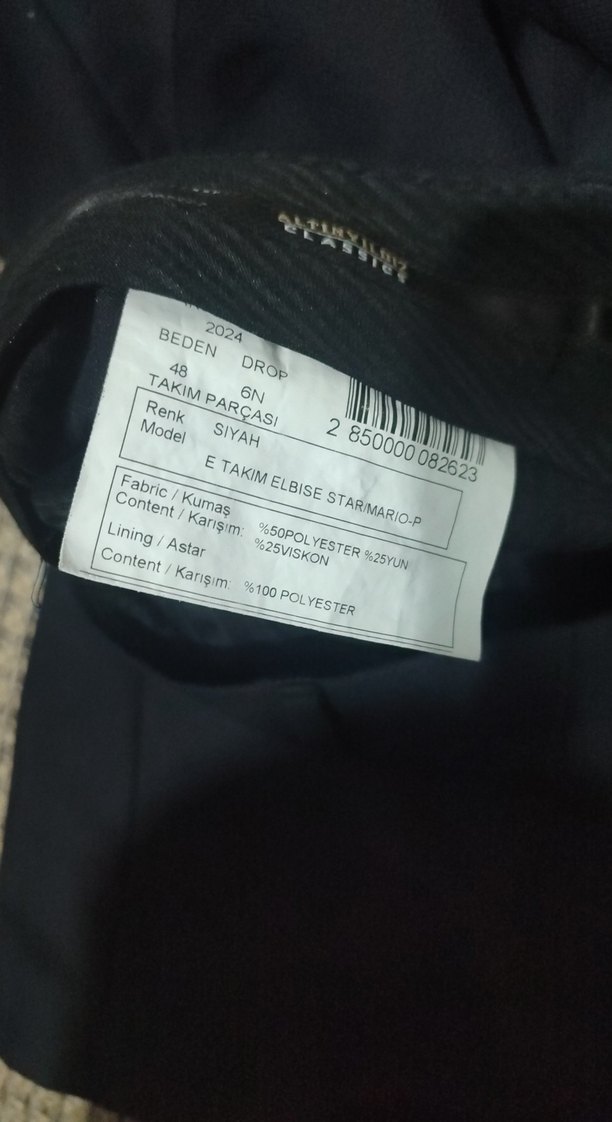 ALTINYILDIZ
CLASSICS
2024
BEDEN DROP
48 6N
TAKIM PARÇASI
2 850000 082623
Renk SIYAH
Model E TAKIM ELBISE STAR/MARIO-P
Fabric / Kumaş
Content / Karışım: %50POLYESTER %25YUN
%25VISKON
Lining / Astar
Content / Karışım: %100 POLYESTER